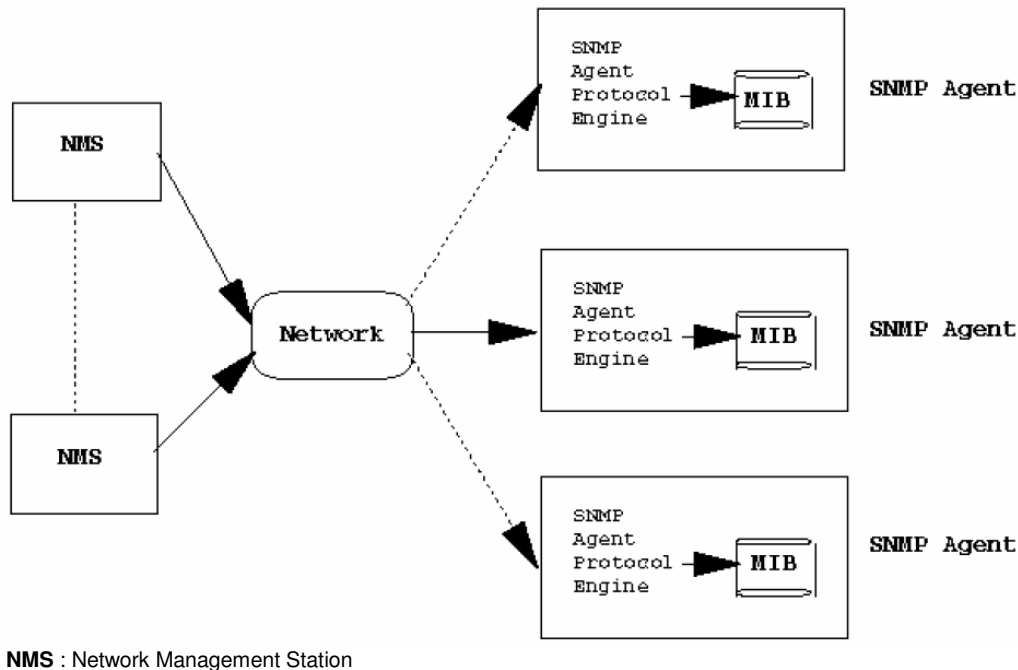 NMS
NMS
Network
SNMP
Agent
Protocol
Engine
MIB
SNMP Agent
SNMP
Agent
Protocol
Engine
MIB
SNMP Agent
SNMP
Agent
Protocol
Engine
MIB
SNMP Agent
NMS : Network Management Station